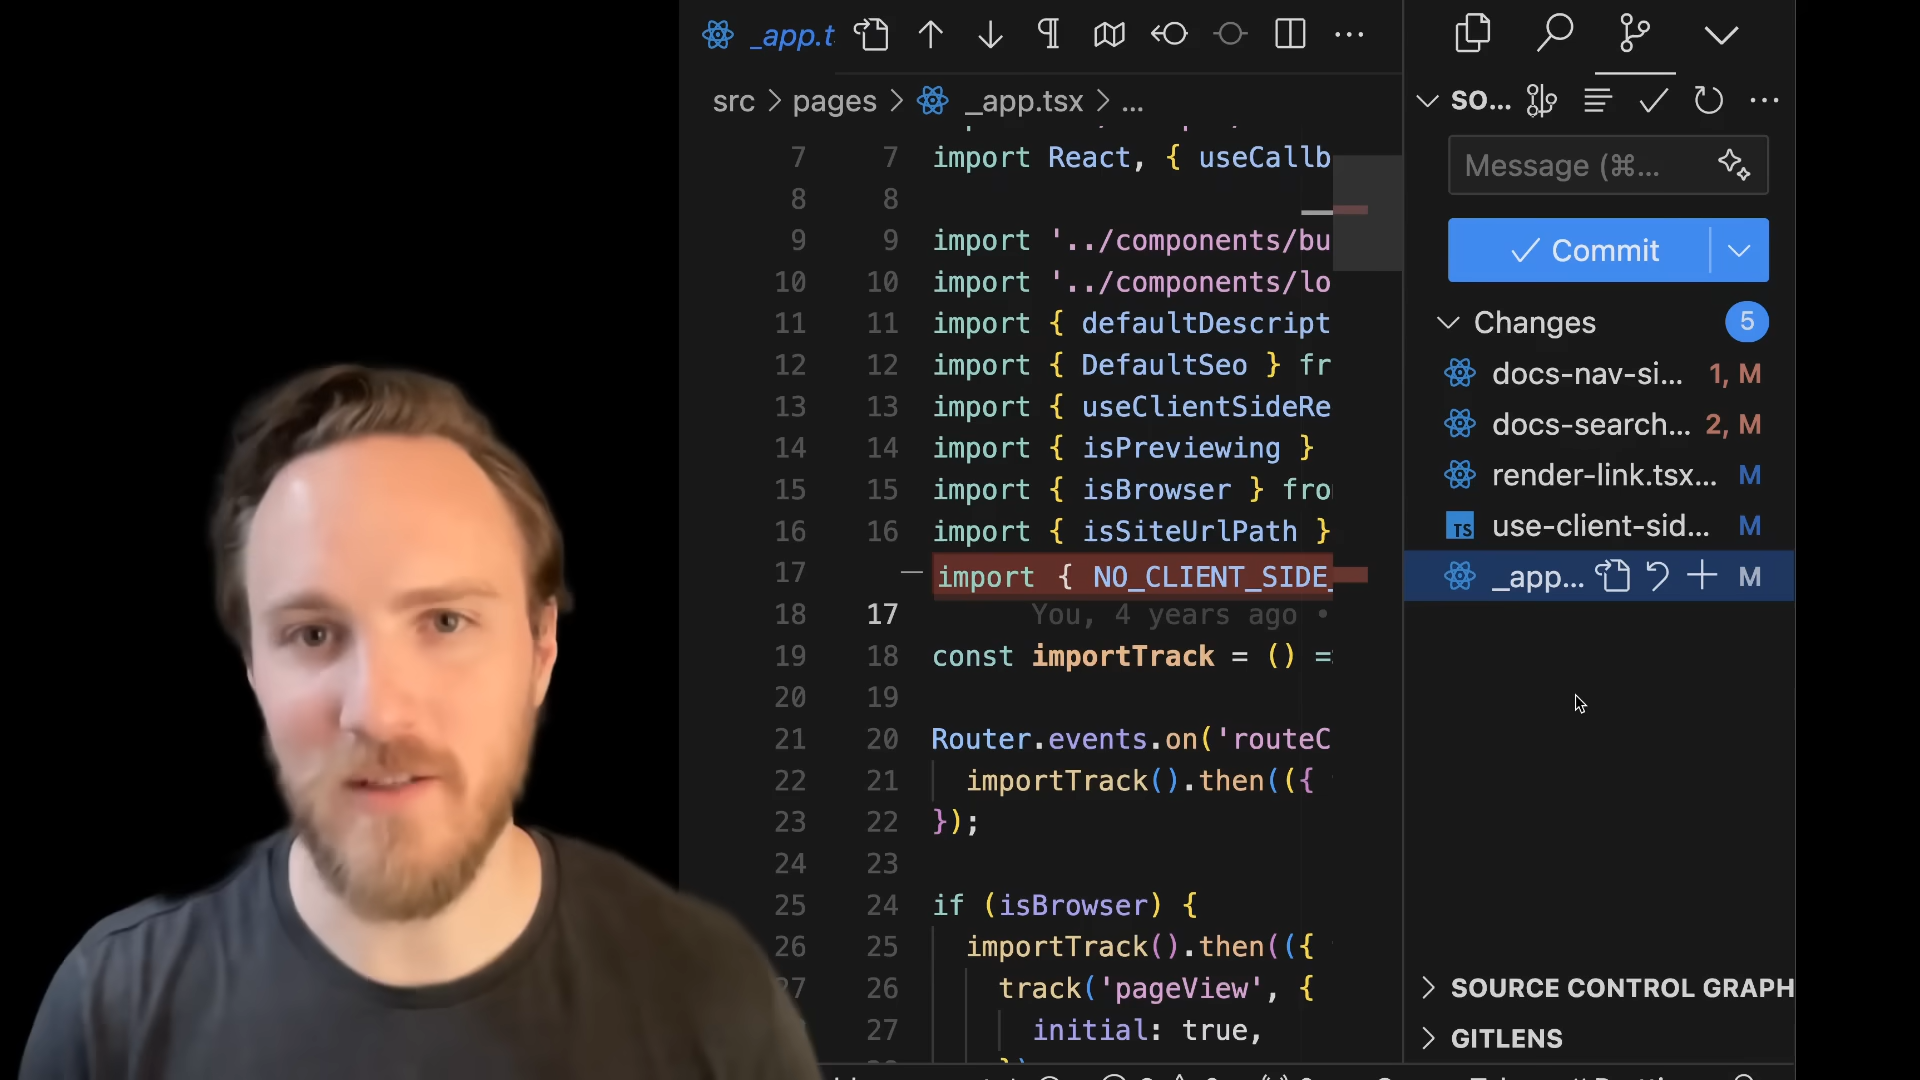 _app.t
src > pages > _app.tsx > ...
7 7 import React, { useCallb
8 8
9 9 import '../components/bu
10 10 import '../components/lo
11 11 import { defaultDescript
12 12 import { DefaultSeo } fr
13 13 import { useClientSideRe
14 14 import { isPreviewing }
15 15 import { isBrowser } fro
16 16 import { isSiteUrlPath }
17 — import { NO_CLIENT_SIDE_
18 17 You, 4 years ago •
19 18 const importTrack = () =
20 19
21 20 Router.events.on('routeC
22 21 importTrack().then(({
23 22 });
24 23
25 24 if (isBrowser) {
26 25 importTrack().then(({
27 26 track('pageView', {
27 initial: true,
SO...
Message (⌘...
Commit
Changes 5
docs-nav-si... 1, M
docs-search... 2, M
render-link.tsx... M
TS use-client-sid... M
_app... M
SOURCE CONTROL GRAPH
GITLENS